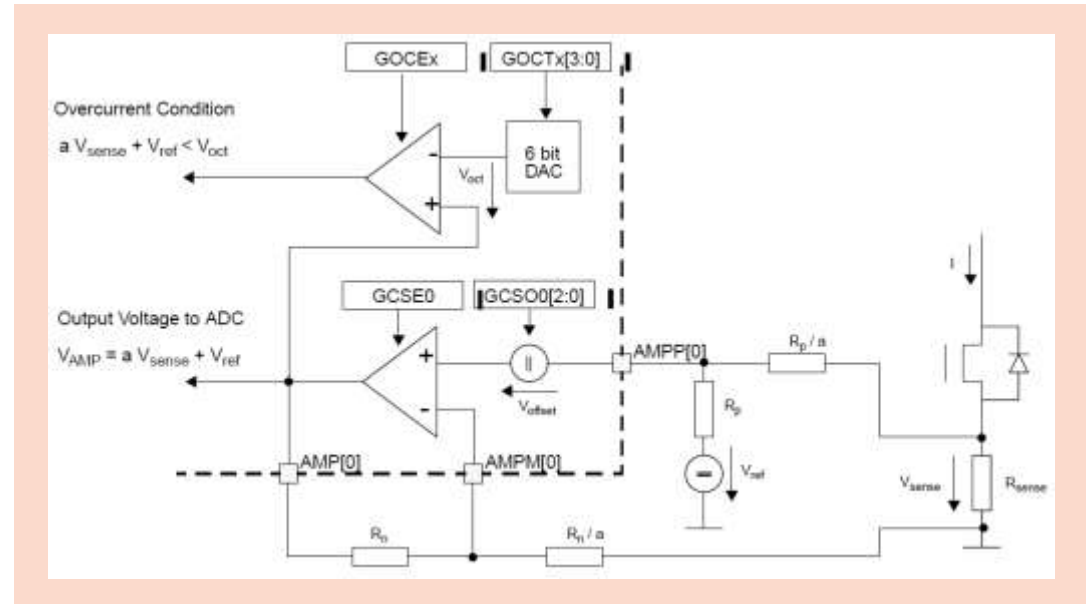 GOCEx
GOCTx[3:0]
Overcurrent Condition
a Vsense + Vref < Voct
-
6 bit
DAC
Voct
+
I
GCSE0
GCSO0[2:0]
Output Voltage to ADC
VAMP = a Vsense + Vref
+
AMPP[0]
Rp / a
-
Voffset
Rp
AMP[0]
AMPM[0]
Vref
Vsense
Rsense
Rn
Rn / a